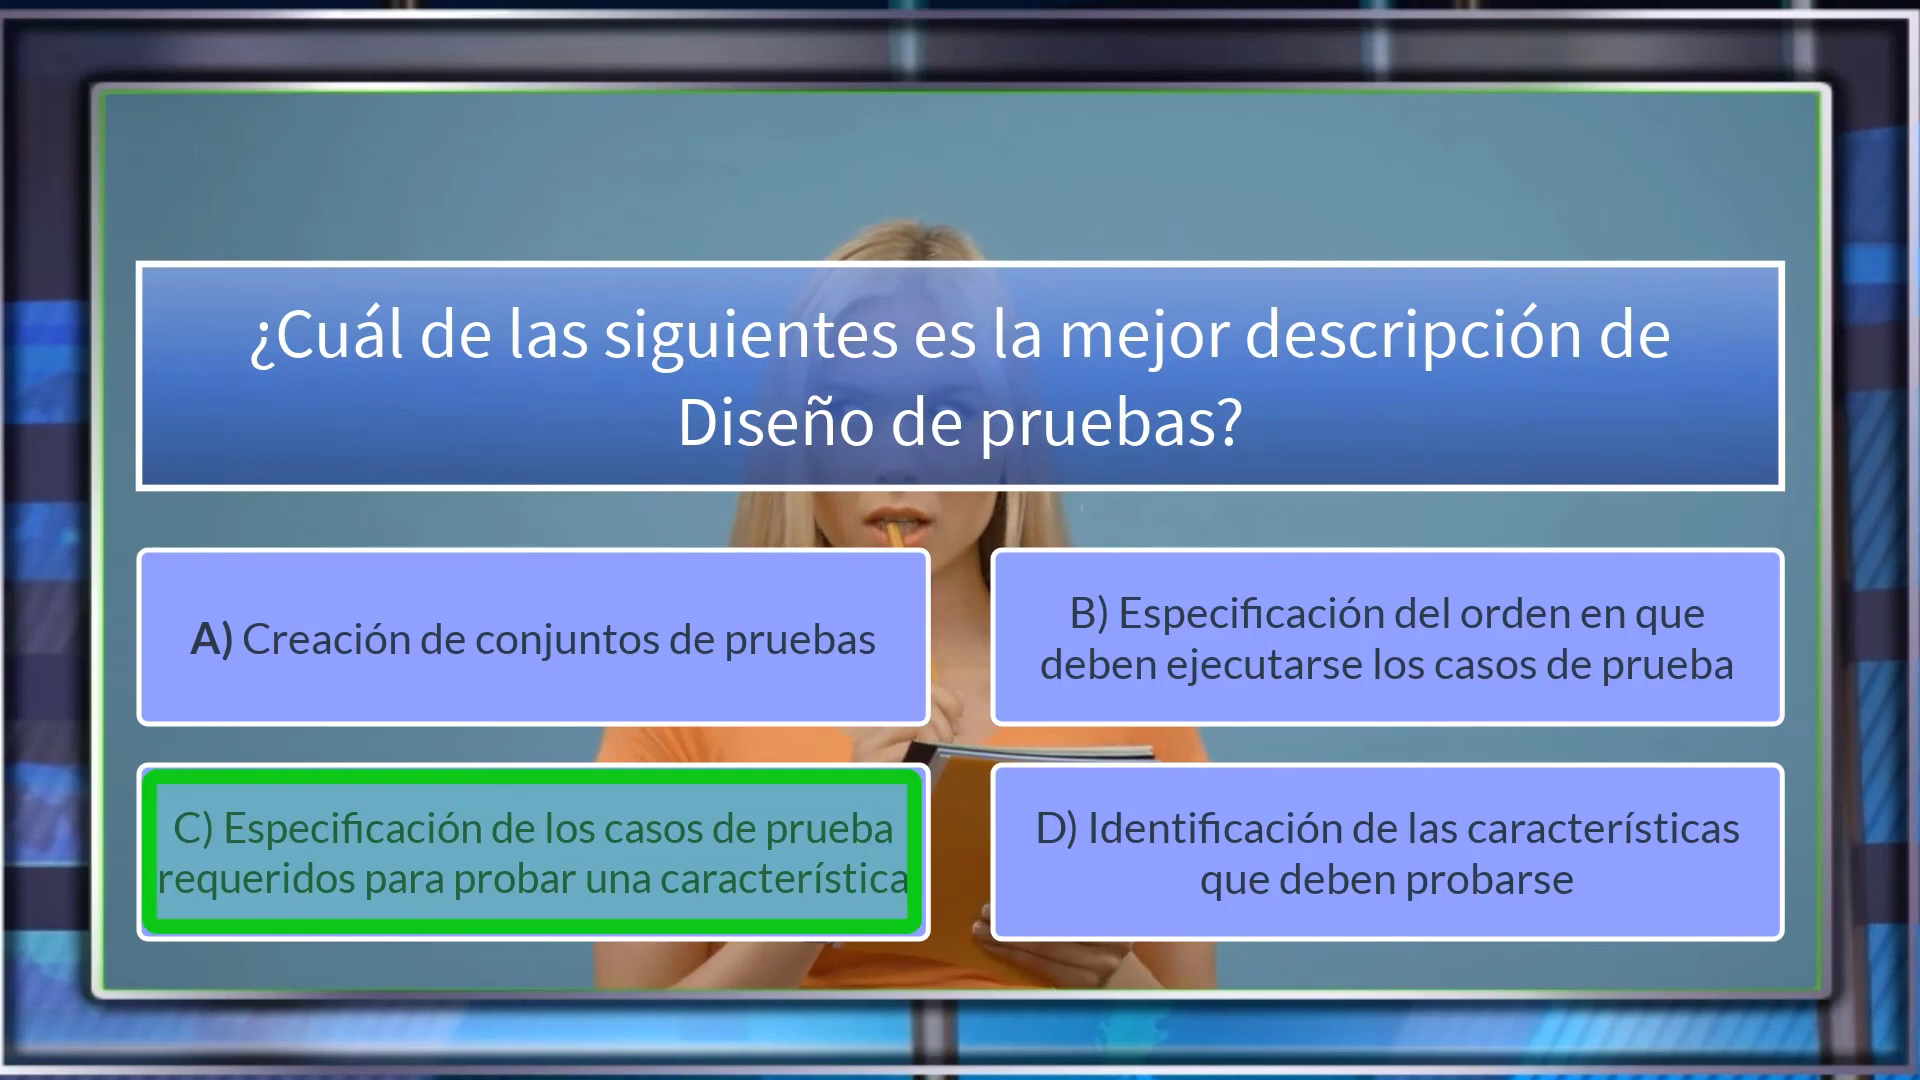 ¿Cuál de las siguientes es la mejor descripción de
Diseño de pruebas?
A) Creación de conjuntos de pruebas
B) Especificación del orden en que
deben ejecutarse los casos de prueba
C) Especificación de los casos de prueba
requeridos para probar una característica
D) Identificación de las características
que deben probarse